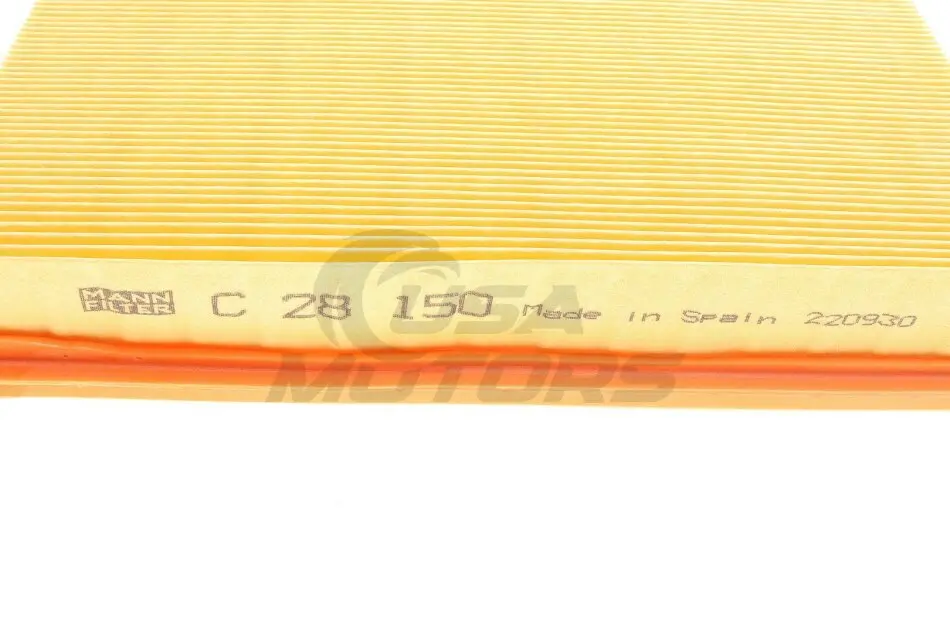 MANN
FILTER
C 28 150 Made in Spain 220930
USA
MOTORS